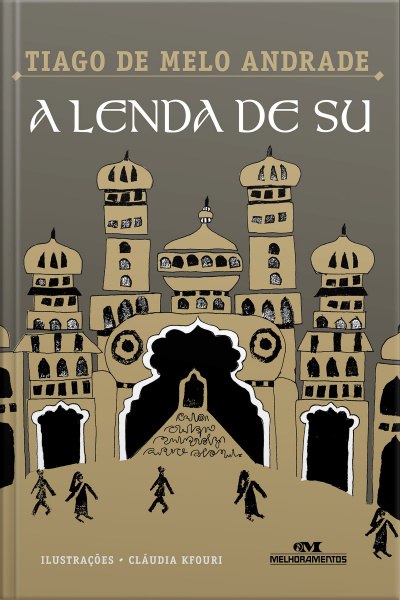 TIAGO DE MELO ANDRADE
A LENDA DE SU
ILUSTRAÇÕES • CLÁUDIA KFOURI
MELHORAMENTOS